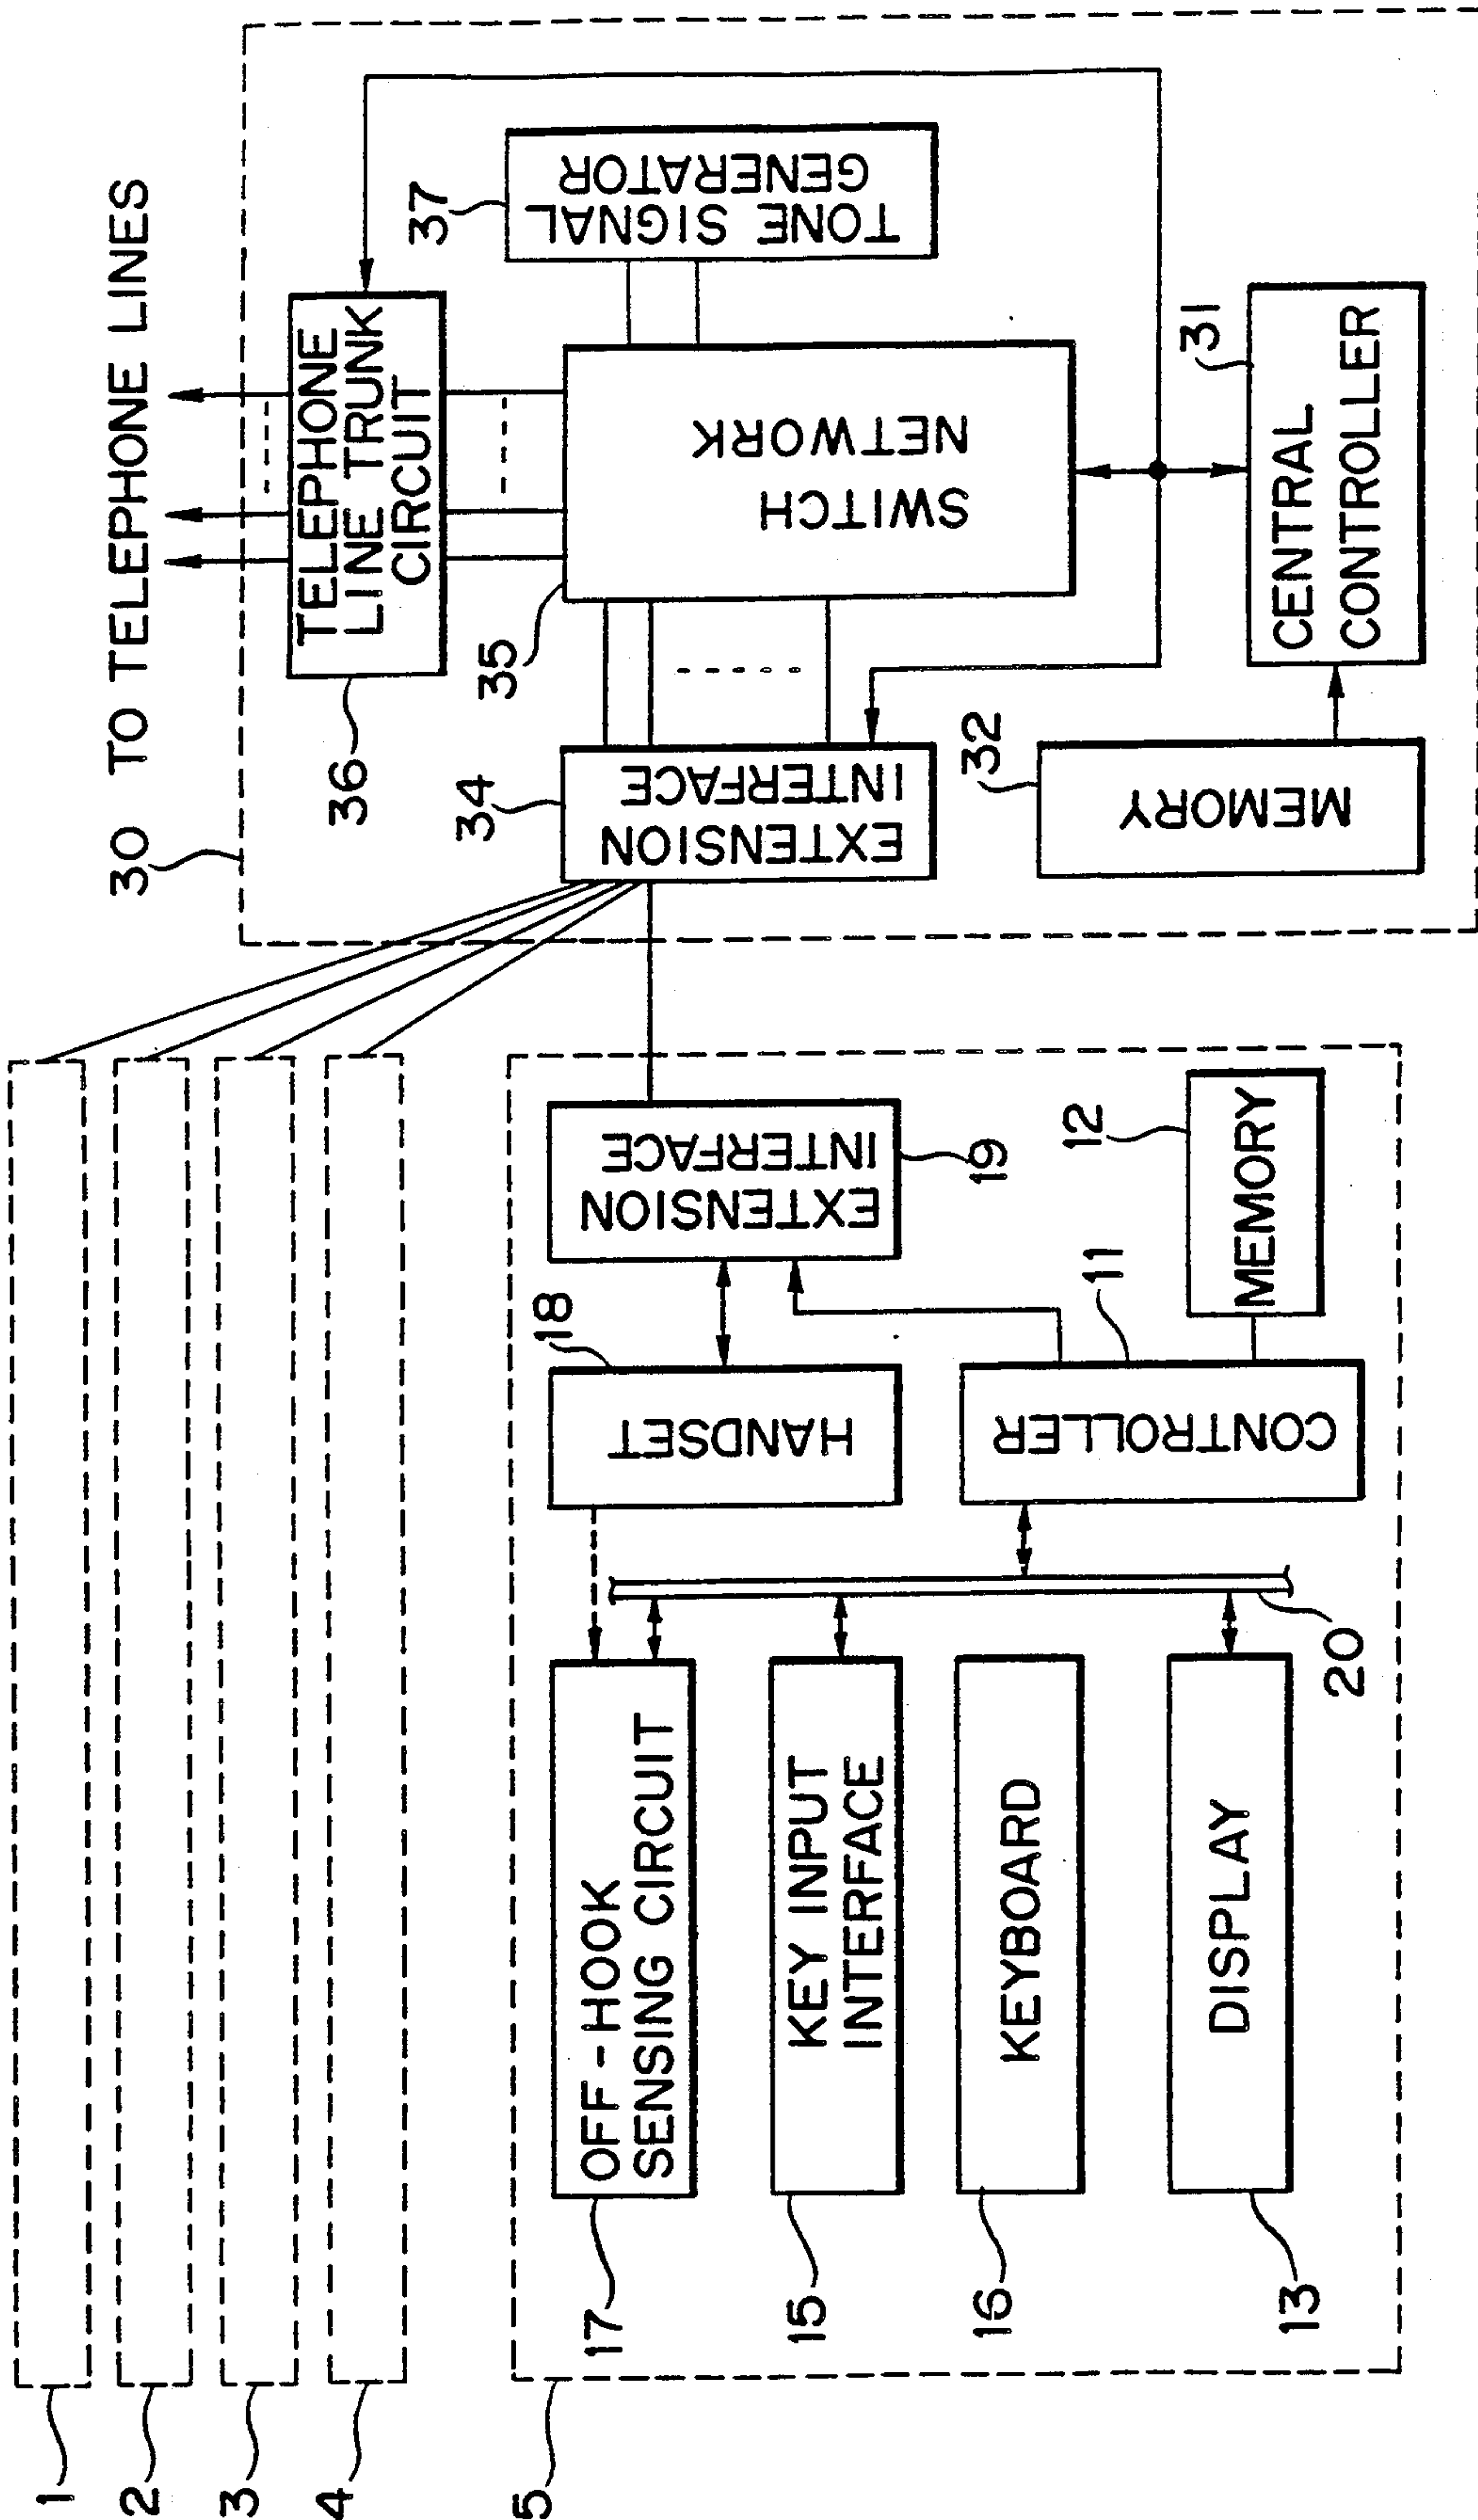 1
2
3
4
5
30
TO TELEPHONE LINES
36
TELEPHONE
LINE TRUNK
CIRCUIT
37
TONE SIGNAL
GENERATOR
35
SWITCH
NETWORK
34
EXTENSION
INTERFACE
32
MEMORY
31
CENTRAL
CONTROLLER
17
OFF-HOOK
SENSING CIRCUIT
18
HANDSET
EXTENSION
INTERFACE
19
15
KEY INPUT
INTERFACE
16
KEYBOARD
13
DISPLAY
20
11
CONTROLLER
12
MEMORY